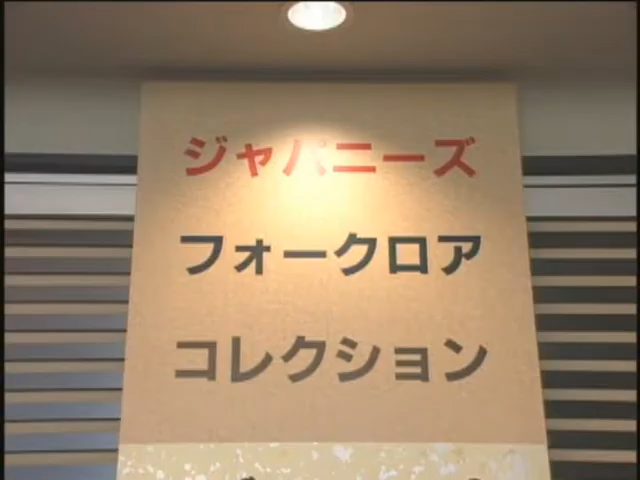 ジャパニーズ
フォークロア
コレクション